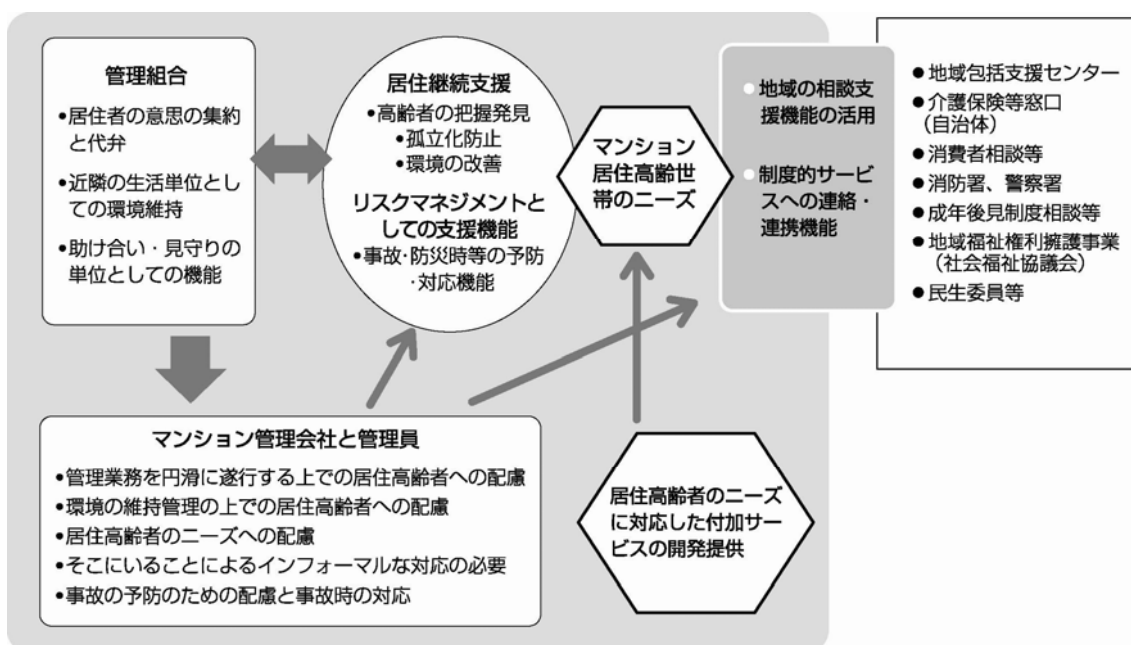 管理組合
•居住者の意思の集約
と代弁
•近隣の生活単位とし
ての環境維持
•助け合い・見守りの
単位としての機能
居住継続支援
•高齢者の把握発見
•孤立化防止
•環境の改善
リスクマネジメントと
しての支援機能
•事故・防災時等の予防
・対応機能
マンション
居住高齢世
帯のニーズ
地域の相談支
援機能の活用
制度的サービ
スへの連絡・
連携機能
●地域包括支援センター
●介護保険等窓口
(自治体)
●消費者相談等
●消防署、警察署
●成年後見制度相談等
●地域福祉権利擁護事業
(社会福祉協議会)
●民生委員等
マンション管理会社と管理員
•管理業務を円滑に遂行する上での居住高齢者への配慮
•環境の維持管理の上での居住高齢者への配慮
•居住高齢者のニーズへの配慮
•そこにいることによるインフォーマルな対応の必要
•事故の予防のための配慮と事故時の対応
居住高齢者のニーズ
に対応した付加サー
ビスの開発提供